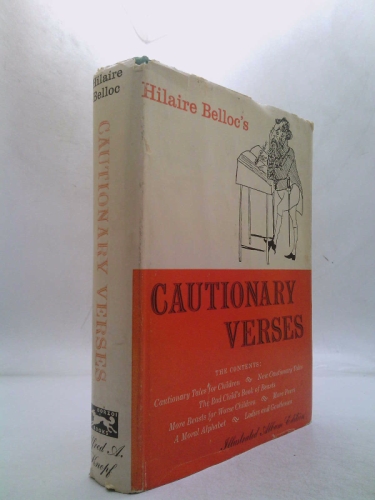 Hilaire
Belloc
CAUTIONARY VERSES
BORZOI
BOOKS
Alfred A.
Knopf
Hilaire Belloc's
CAUTIONARY
VERSES
THE CONTENTS:
Cautionary Tales for Children New Cautionary Tales
The Bad Child's Book of Beasts
More Beasts for Worse Children More Peers
A Moral Alphabet Ladies and Gentlemen
Illustrated Album Edition